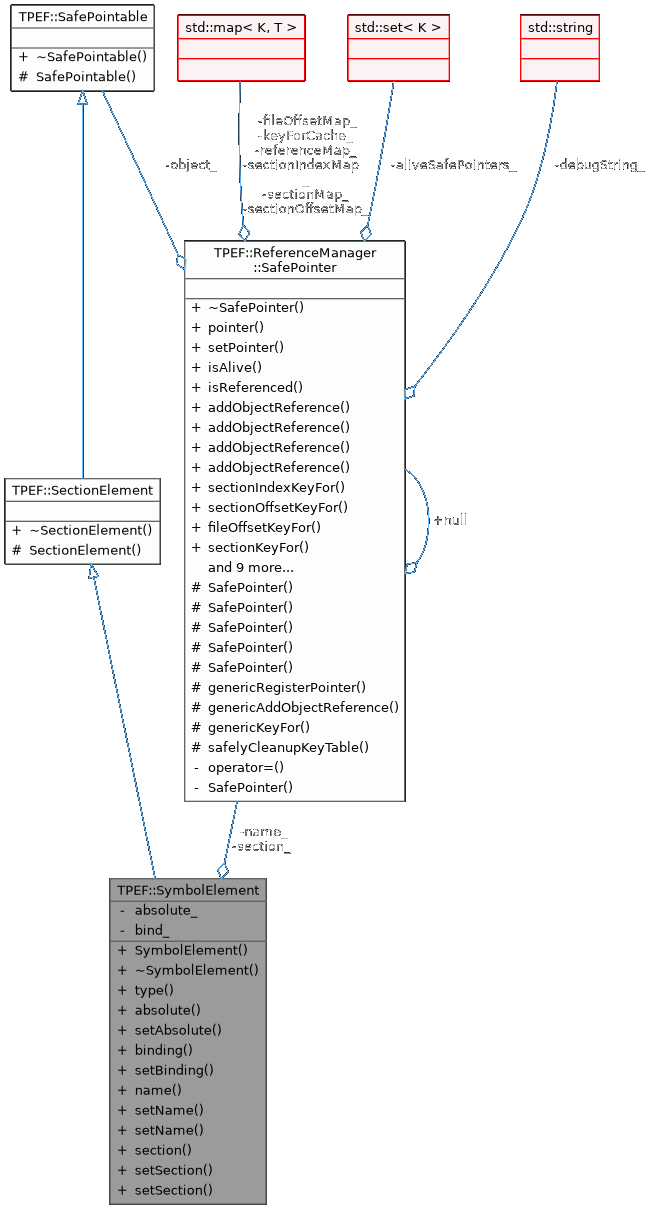 TPEF::SafePointable
+ ~SafePointable()
# SafePointable()
std::map< K, T >
std::set< K >
std::string
-object_
-fileOffsetMap_
-keyForCache_
-referenceMap_
-sectionIndexMap
_
-sectionMap_
-sectionOffsetMap_
-aliveSafePointers_
-debugString_
TPEF::ReferenceManager
::SafePointer
+ ~SafePointer()
+ pointer()
+ setPointer()
+ isAlive()
+ isReferenced()
+ addObjectReference()
+ addObjectReference()
+ addObjectReference()
+ addObjectReference()
+ sectionIndexKeyFor()
+ sectionOffsetKeyFor()
+ fileOffsetKeyFor()
+ sectionKeyFor()
and 9 more...
# SafePointer()
# SafePointer()
# SafePointer()
# SafePointer()
# SafePointer()
# genericRegisterPointer()
# genericAddObjectReference()
# genericKeyFor()
# safelyCleanupKeyTable()
- operator=()
- SafePointer()
+null
TPEF::SectionElement
+ ~SectionElement()
# SectionElement()
-name_
-section_
TPEF::SymbolElement
- absolute_
- bind_
+ SymbolElement()
+ ~SymbolElement()
+ type()
+ absolute()
+ setAbsolute()
+ binding()
+ setBinding()
+ name()
+ setName()
+ setName()
+ section()
+ setSection()
+ setSection()